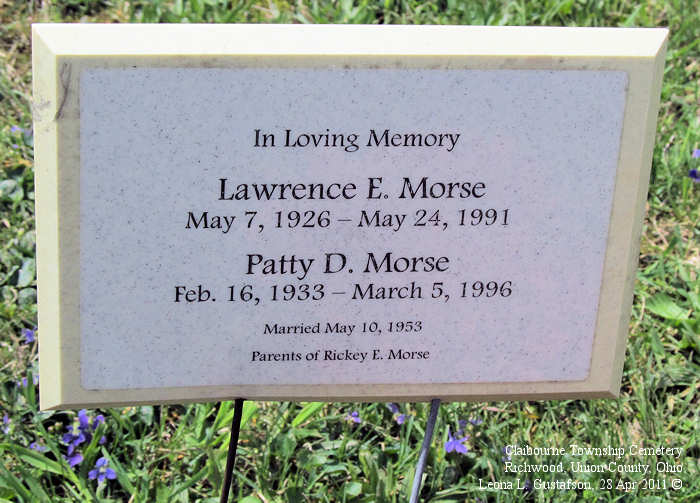 In Loving Memory
Lawrence E. Morse
May 7, 1926 – May 24, 1991
Patty D. Morse
Feb. 16, 1933 – March 5, 1996
Married May 10, 1953
Parents of Rickey E. Morse
Claibourne Township Cemetery
Richwood, Union County, Ohio
Leona L. Gustafson, 28 Apr 2011 ©